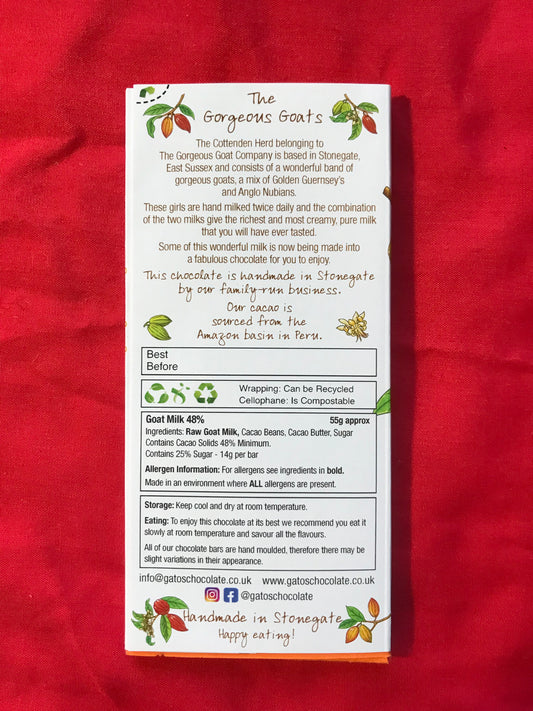 The
Gorgeous Goats
The Cottenden Herd belonging to
The Gorgeous Goat Company is based in Stonegate,
East Sussex and consists of a wonderful band of
gorgeous goats, a mix of Golden Guernsey's
and Anglo Nubians.
These girls are hand milked twice daily and the combination
of the two milks give the richest and most creamy, pure milk
that you will have ever tasted.
Some of this wonderful milk is now being made into
a fabulous chocolate for you to enjoy.
This chocolate is handmade in Stonegate
by our family-run business.
Our cacao is
sourced from the
Amazon basin in Peru.
Best
Before
Wrapping: Can be Recycled
Cellophane: Is Compostable
Goat Milk 48% 55g approx
Ingredients: Raw Goat Milk, Cacao Beans, Cacao Butter, Sugar
Contains Cacao Solids 48% Minimum.
Contains 25% Sugar - 14g per bar
Allergen Information: For allergens see ingredients in bold.
Made in an environment where ALL allergens are present.
Storage: Keep cool and dry at room temperature.
Eating: To enjoy this chocolate at its best we recommend you eat it
slowly at room temperature and savour all the flavours.
All of our chocolate bars are hand moulded, therefore there may be
slight variations in their appearance.
info@gatoschocolate.co.uk www.gatoschocolate.co.uk
@gatoschocolate
Handmade in Stonegate
Happy eating!